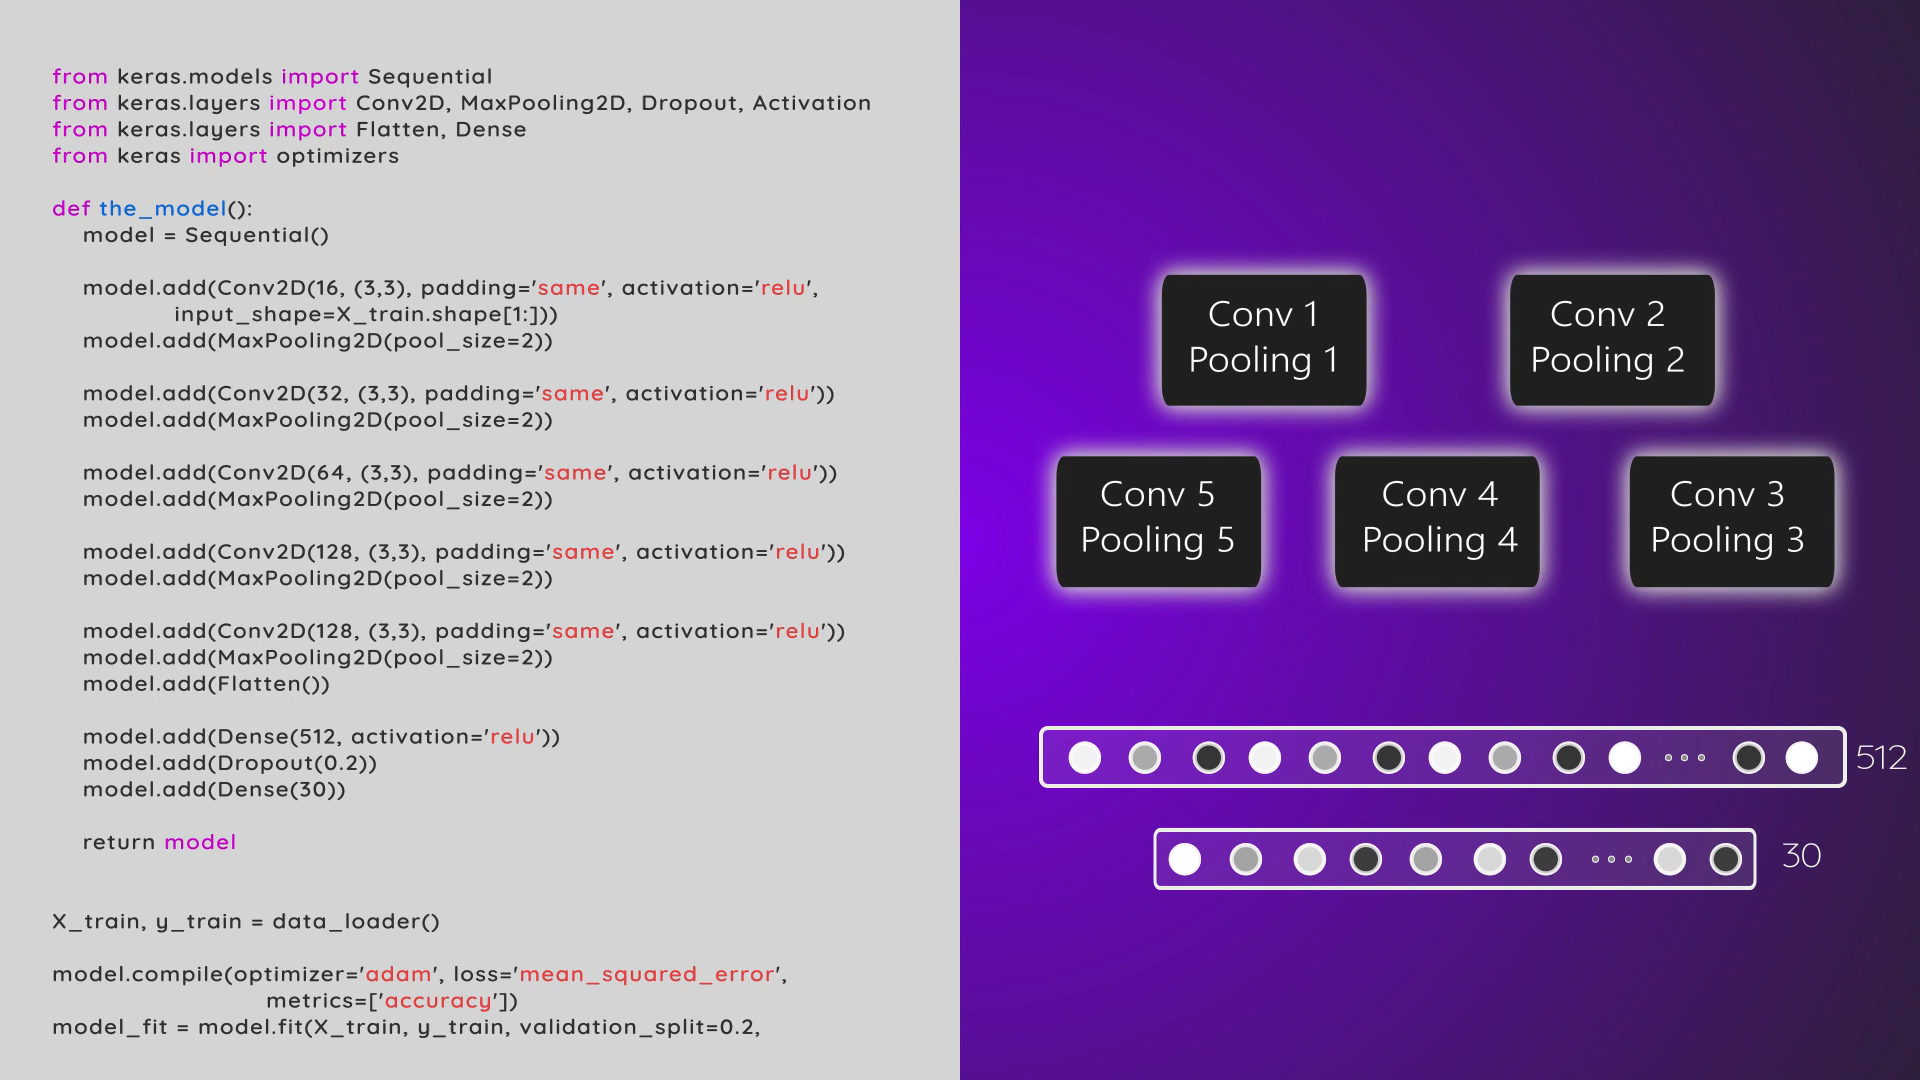 from keras.models import Sequential
from keras.layers import Conv2D, MaxPooling2D, Dropout, Activation
from keras.layers import Flatten, Dense
from keras import optimizers
def the_model():
model = Sequential()
model.add(Conv2D(16, (3,3), padding='same', activation='relu',
input_shape=X_train.shape[1:]))
model.add(MaxPooling2D(pool_size=2))
model.add(Conv2D(32, (3,3), padding='same', activation='relu'))
model.add(MaxPooling2D(pool_size=2))
model.add(Conv2D(64, (3,3), padding='same', activation='relu'))
model.add(MaxPooling2D(pool_size=2))
model.add(Conv2D(128, (3,3), padding='same', activation='relu'))
model.add(MaxPooling2D(pool_size=2))
model.add(Conv2D(128, (3,3), padding='same', activation='relu'))
model.add(MaxPooling2D(pool_size=2))
model.add(Flatten())
model.add(Dense(512, activation='relu'))
model.add(Dropout(0.2))
model.add(Dense(30))
return model
X_train, y_train = data_loader()
model.compile(optimizer='adam', loss='mean_squared_error',
metrics=['accuracy'])
model_fit = model.fit(X_train, y_train, validation_split=0.2,
Conv 1
Pooling 1
Conv 2
Pooling 2
Conv 5
Pooling 5
Conv 4
Pooling 4
Conv 3
Pooling 3
512
30